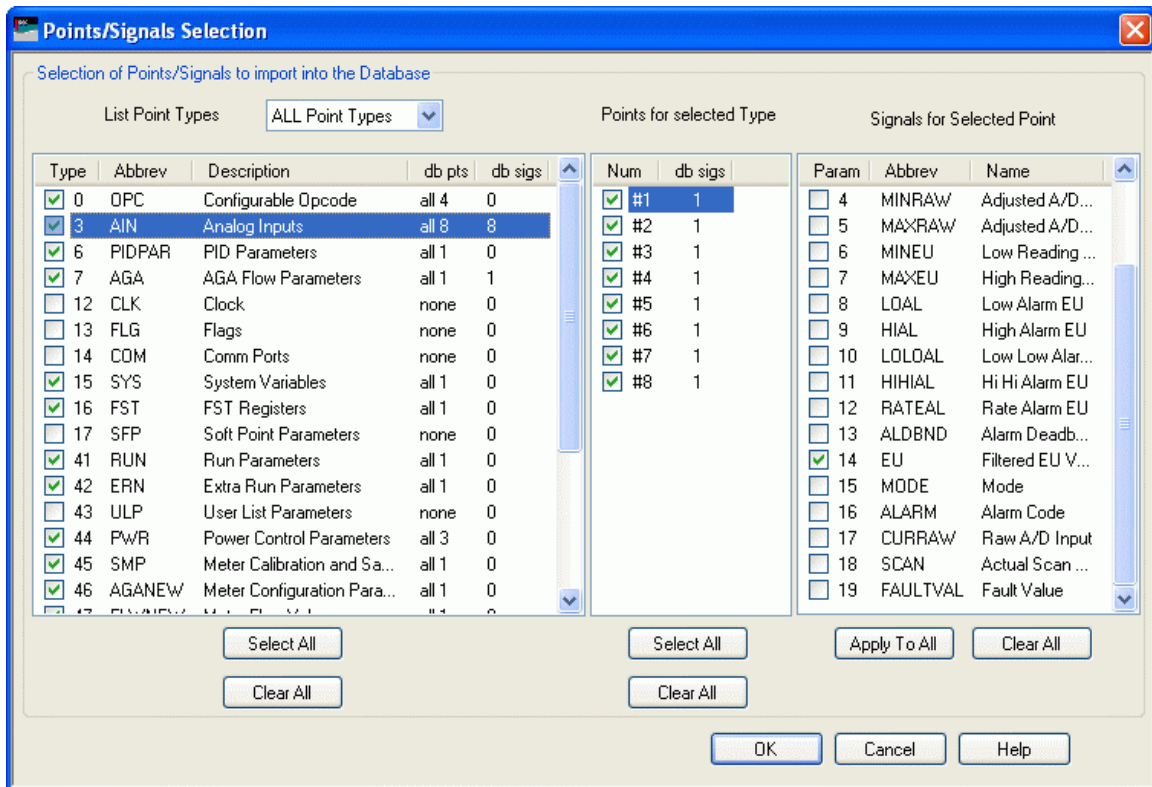 Points/Signals Selection
Selection of Points/Signals to import into the Database
List Point Types ALL Point Types Points for selected Type Signals for Selected Point
Type Abbrev Description db pts db sigs
0 OPC Configurable Opcode all 4 0
3 AIN Analog Inputs all 8 8
6 PIDPAR PID Parameters all 1 0
7 AGA AGA Flow Parameters all 1 1
12 CLK Clock none 0
13 FLG Flags none 0
14 COM Comm Ports none 0
15 SYS System Variables all 1 0
16 FST FST Registers all 1 0
17 SFP Soft Point Parameters none 0
41 RUN Run Parameters all 1 0
42 ERN Extra Run Parameters all 1 0
43 ULP User List Parameters none 0
44 PWR Power Control Parameters all 3 0
45 SMP Meter Calibration and Sa... all 1 0
46 AGANEW Meter Configuration Para... all 1 0
Select All
Clear All
Num db sigs
#1 1
#2 1
#3 1
#4 1
#5 1
#6 1
#7 1
#8 1
Select All
Clear All
Param Abbrev Name
4 MINRAW Adjusted A/D...
5 MAXRAW Adjusted A/D...
6 MINEU Low Reading ...
7 MAXEU High Reading...
8 LOAL Low Alarm EU
9 HIAL High Alarm EU
10 LOLOAL Low Low Alar...
11 HIHIAL Hi Hi Alarm EU
12 RATEAL Rate Alarm EU
13 ALDBND Alarm Deadb...
14 EU Filtered EU V...
15 MODE Mode
16 ALARM Alarm Code
17 CURRAW Raw A/D Input
18 SCAN Actual Scan ...
19 FAULTVAL Fault Value
Apply To All Clear All
OK Cancel Help